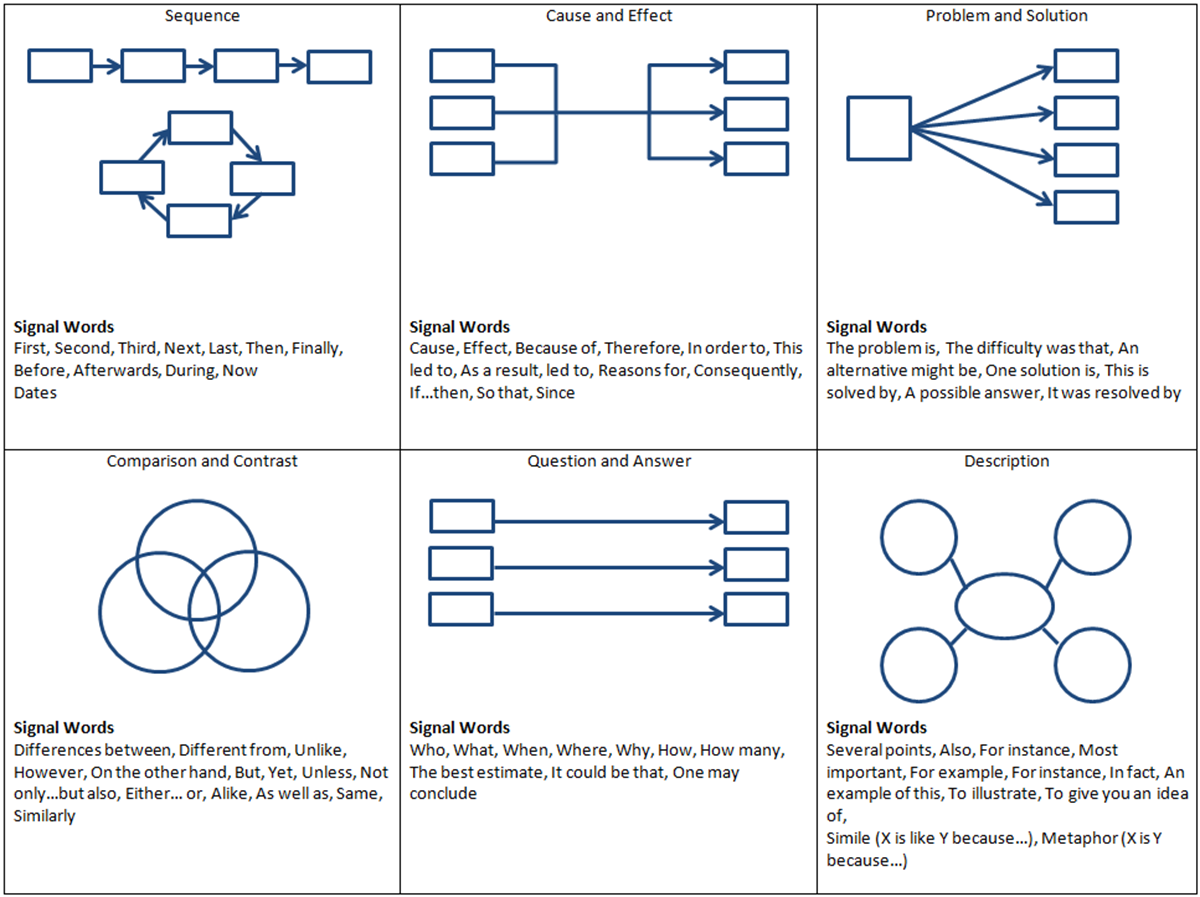 Sequence
Signal Words
First, Second, Third, Next, Last, Then, Finally,
Before, Afterwards, During, Now
Dates
Cause and Effect
Signal Words
Cause, Effect, Because of, Therefore, In order to, This
led to, As a result, led to, Reasons for, Consequently,
If...then, So that, Since
Problem and Solution
Signal Words
The problem is, The difficulty was that, An
alternative might be, One solution is, This is
solved by, A possible answer, It was resolved by
Comparison and Contrast
Signal Words
Differences between, Different from, Unlike,
However, On the other hand, But, Yet, Unless, Not
only...but also, Either... or, Alike, As well as, Same,
Similarly
Question and Answer
Signal Words
Who, What, When, Where, Why, How, How many,
The best estimate, It could be that, One may
conclude
Description
Signal Words
Several points, Also, For instance, Most
important, For example, For instance, In fact, An
example of this, To illustrate, To give you an idea
of,
Simile (X is like Y because...), Metaphor (X is Y
because...)